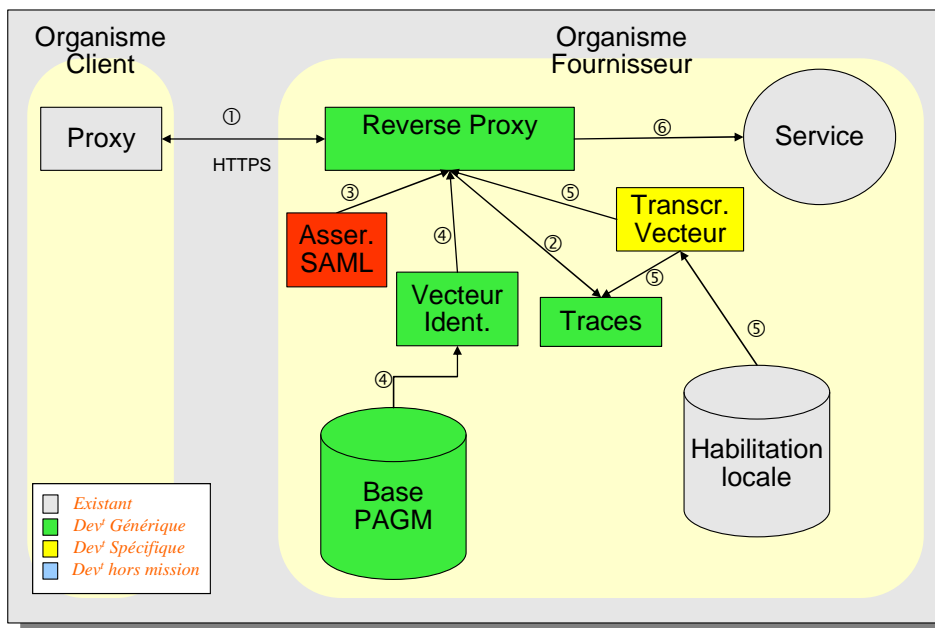 Organisme
Client
Organisme
Fournisseur
Proxy
①
HTTPS
Reverse Proxy
⑥
Service
③
④
②
⑤
Transcr.
Vecteur
Asser.
SAML
Vecteur
Ident.
⑤
Traces
④
⑤
Base
PAGM
Habilitation
locale
Existant
Devᵗ Générique
Devᵗ Spécifique
Devᵗ hors mission